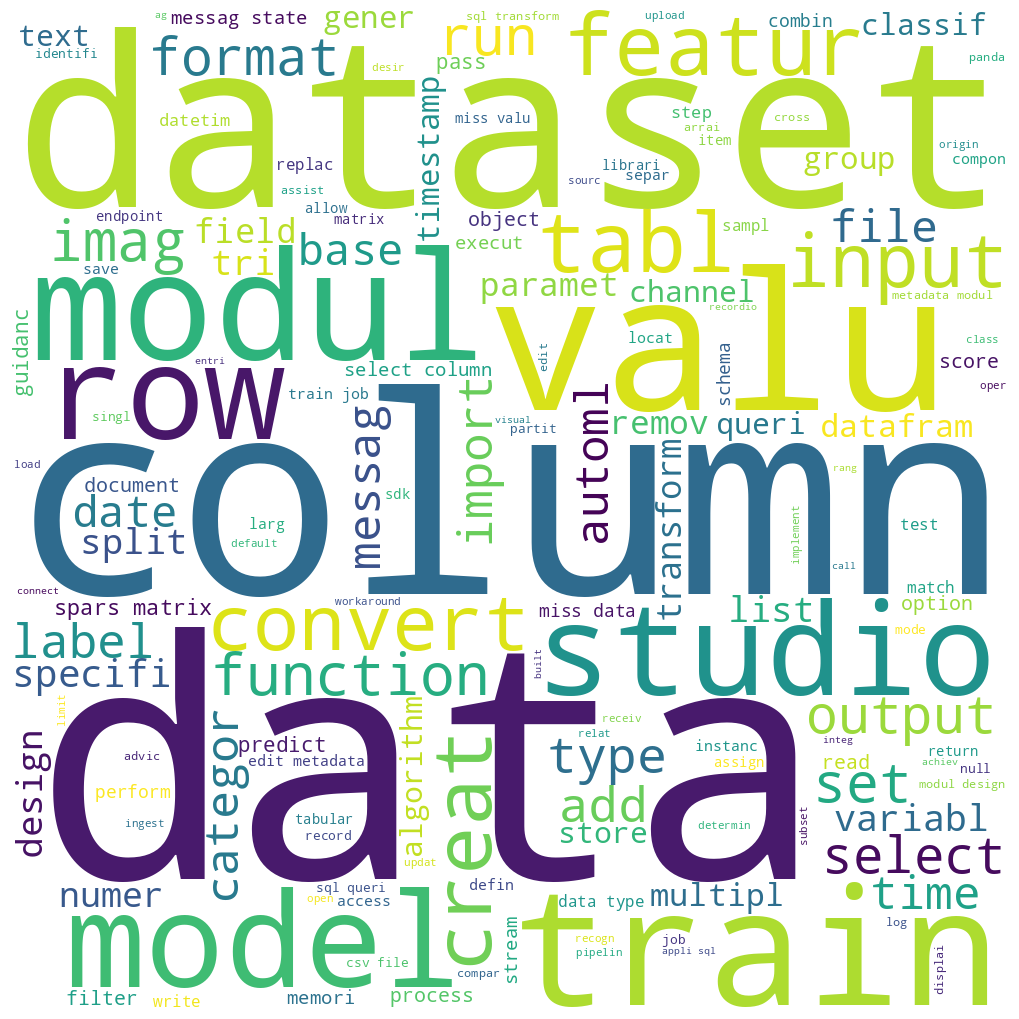 ag
messag state
gener
sql transform
upload
combin
classif
text
identifi
format
desir
run
pass
featur
panda
dataset
datetim
timestamp
miss valu
step
arrai
item
cross
origin
replac
librari
separ
group
compon
assist
sourc
endpoint
allow
matrix
object
imag
field
tri
base
save
execut
tabl
sampl
file
input
modul
paramet
channel
recordio
metadata modul
valu
guidanc
entri
row
select column
train job
singl
locat
edit
schema
class
score
oper
visual
partit
import
messag
automl
remov
queri
datafram
load
document
date
split
larg
default
sdk
column
transform
rang
implement
test
call
connect
spars matrix
workaround
miss data
match
list
option
mode
label
specifi
convert
function
built
studio
limit
data
design
advic
perform
ingest
categor
predict
edit metadata
tabular
record
algorithm
updat
creat
receiv
relat
type
instanc
assign
add
store
determin
subset
output
integ
read
return
achiev
null
modul design
set
variabl
select
numer
sql queri
open
access
defin
data type
multipl
time
model
csv file
compar
stream
train
recogn
pipelin
job
appli sql
log
displai
filter
write
memori
process